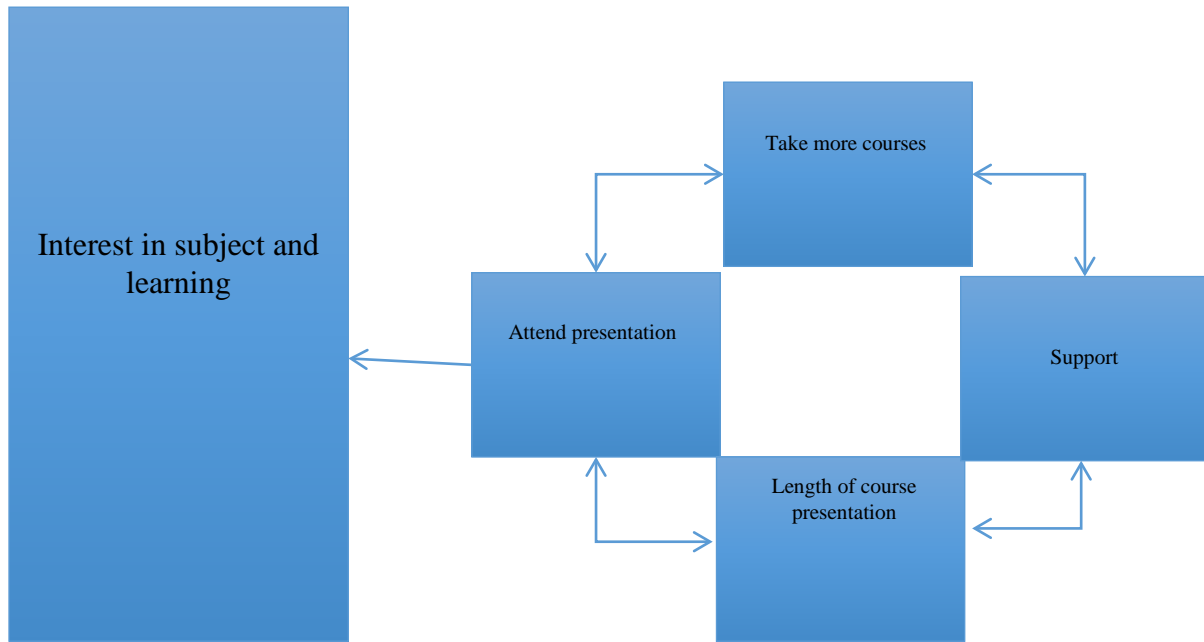 Take more courses
Interest in subject and
learning
Attend presentation
Support
Length of course
presentation